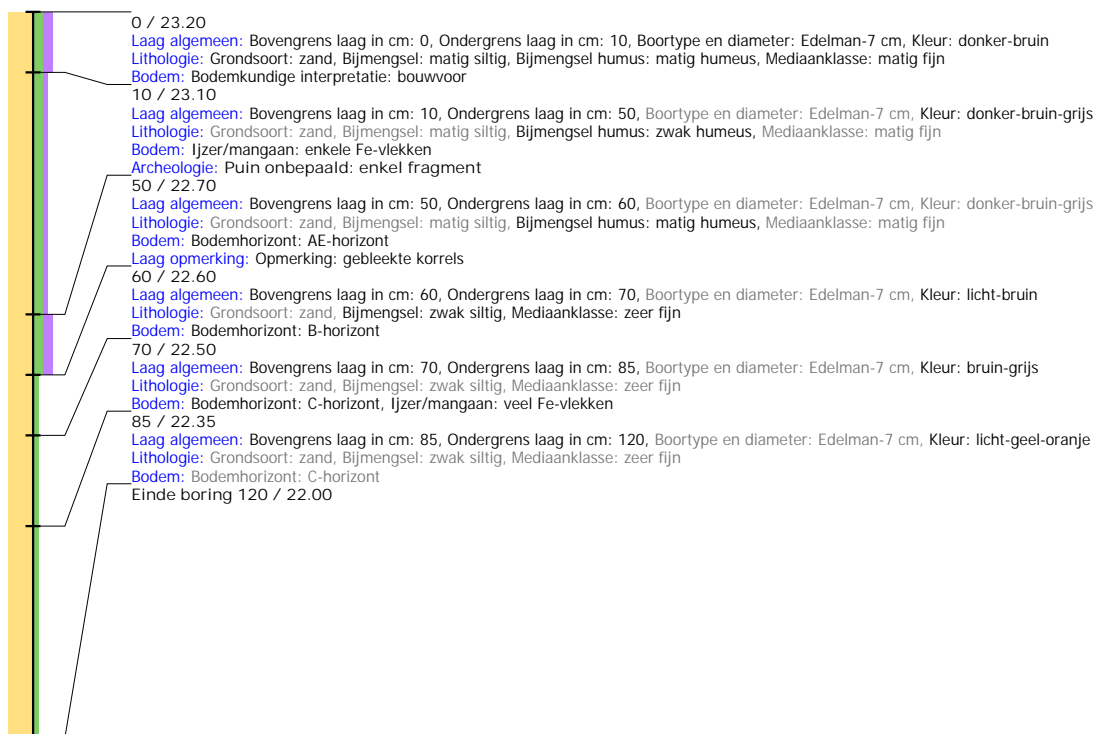 0 / 23.20
Laag algemeen: Bovengrens laag in cm: 0, Ondergrens laag in cm: 10, Boortype en diameter: Edelman-7 cm, Kleur: donker-bruin
Lithologie: Grondsoort: zand, Bijmengsel: matig siltig, Bijmengsel humus: matig humeus, Mediaanklasse: matig fijn
Bodem: Bodemkundige interpretatie: bouwvoor
10 / 23.10
Laag algemeen: Bovengrens laag in cm: 10, Ondergrens laag in cm: 50, Boortype en diameter: Edelman-7 cm, Kleur: donker-bruin-grijs
Lithologie: Grondsoort: zand, Bijmengsel: matig siltig, Bijmengsel humus: zwak humeus, Mediaanklasse: matig fijn
Bodem: Ijzer/mangaan: enkele Fe-vlekken
Archeologie: Puin onbepaald: enkel fragment
50 / 22.70
Laag algemeen: Bovengrens laag in cm: 50, Ondergrens laag in cm: 60, Boortype en diameter: Edelman-7 cm, Kleur: donker-bruin-grijs
Lithologie: Grondsoort: zand, Bijmengsel: matig siltig, Bijmengsel humus: matig humeus, Mediaanklasse: matig fijn
Bodem: Bodemhorizont: AE-horizont
Laag opmerking: Opmerking: gebleekte korrels
60 / 22.60
Laag algemeen: Bovengrens laag in cm: 60, Ondergrens laag in cm: 70, Boortype en diameter: Edelman-7 cm, Kleur: licht-bruin
Lithologie: Grondsoort: zand, Bijmengsel: zwak siltig, Mediaanklasse: zeer fijn
Bodem: Bodemhorizont: B-horizont
70 / 22.50
Laag algemeen: Bovengrens laag in cm: 70, Ondergrens laag in cm: 85, Boortype en diameter: Edelman-7 cm, Kleur: bruin-grijs
Lithologie: Grondsoort: zand, Bijmengsel: zwak siltig, Mediaanklasse: zeer fijn
Bodem: Bodemhorizont: C-horizont, Ijzer/mangaan: veel Fe-vlekken
85 / 22.35
Laag algemeen: Bovengrens laag in cm: 85, Ondergrens laag in cm: 120, Boortype en diameter: Edelman-7 cm, Kleur: licht-geel-oranje
Lithologie: Grondsoort: zand, Bijmengsel: zwak siltig, Mediaanklasse: zeer fijn
Bodem: Bodemhorizont: C-horizont
Einde boring 120 / 22.00